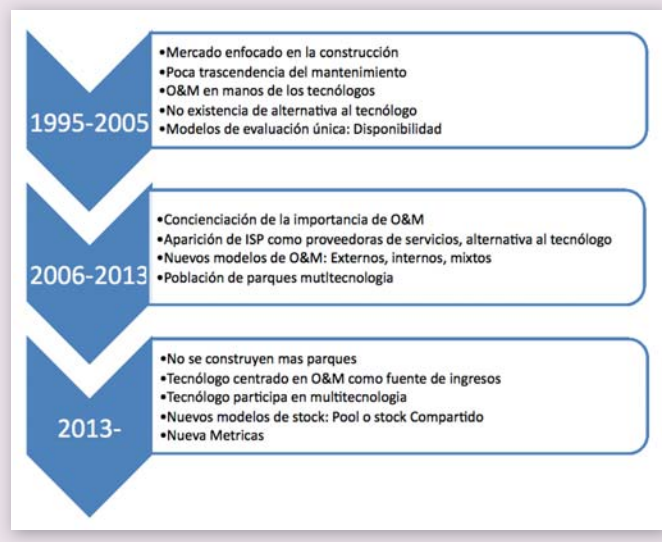 1995-2005
•Mercado enfocado en la construcción
•Poca trascendencia del mantenimiento
•O&M en manos de los tecnólogos
•No existencia de alternativa al tecnólogo
•Modelos de evaluación única: Disponibilidad
2006-2013
•Concienciación de la importancia de O&M
•Aparición de ISP como proveedoras de servicios, alternativa al tecnólogo
•Nuevos modelos de O&M: Externos, internos, mixtos
•Población de parques mutltecnologia
2013-
•No se construyen mas parques
•Tecnólogo centrado en O&M como fuente de ingresos
•Tecnólogo participa en multitecnologia
•Nuevos modelos de stock: Pool o stock Compartido
•Nueva Metricas